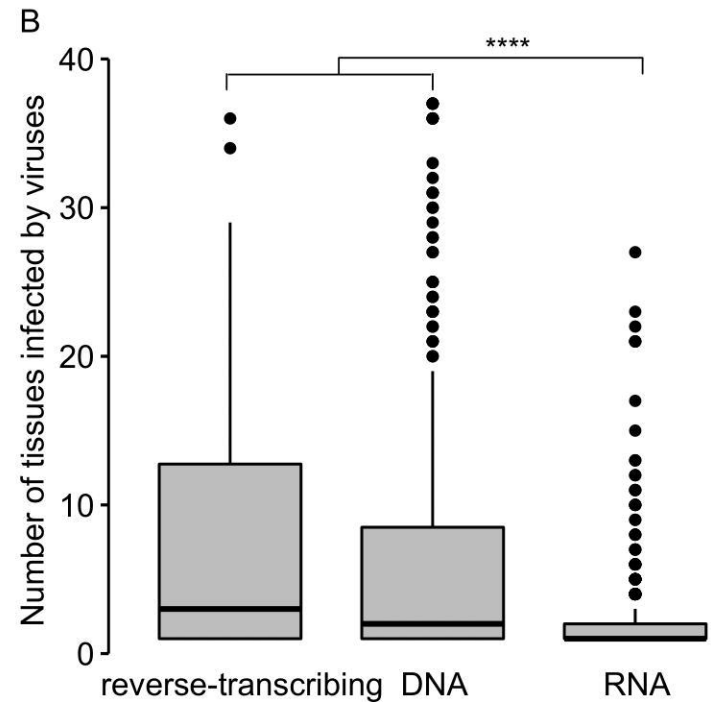 B
****
40
30
20
10
0
Number of tissues infected by viruses
reverse-transcribing DNA RNA